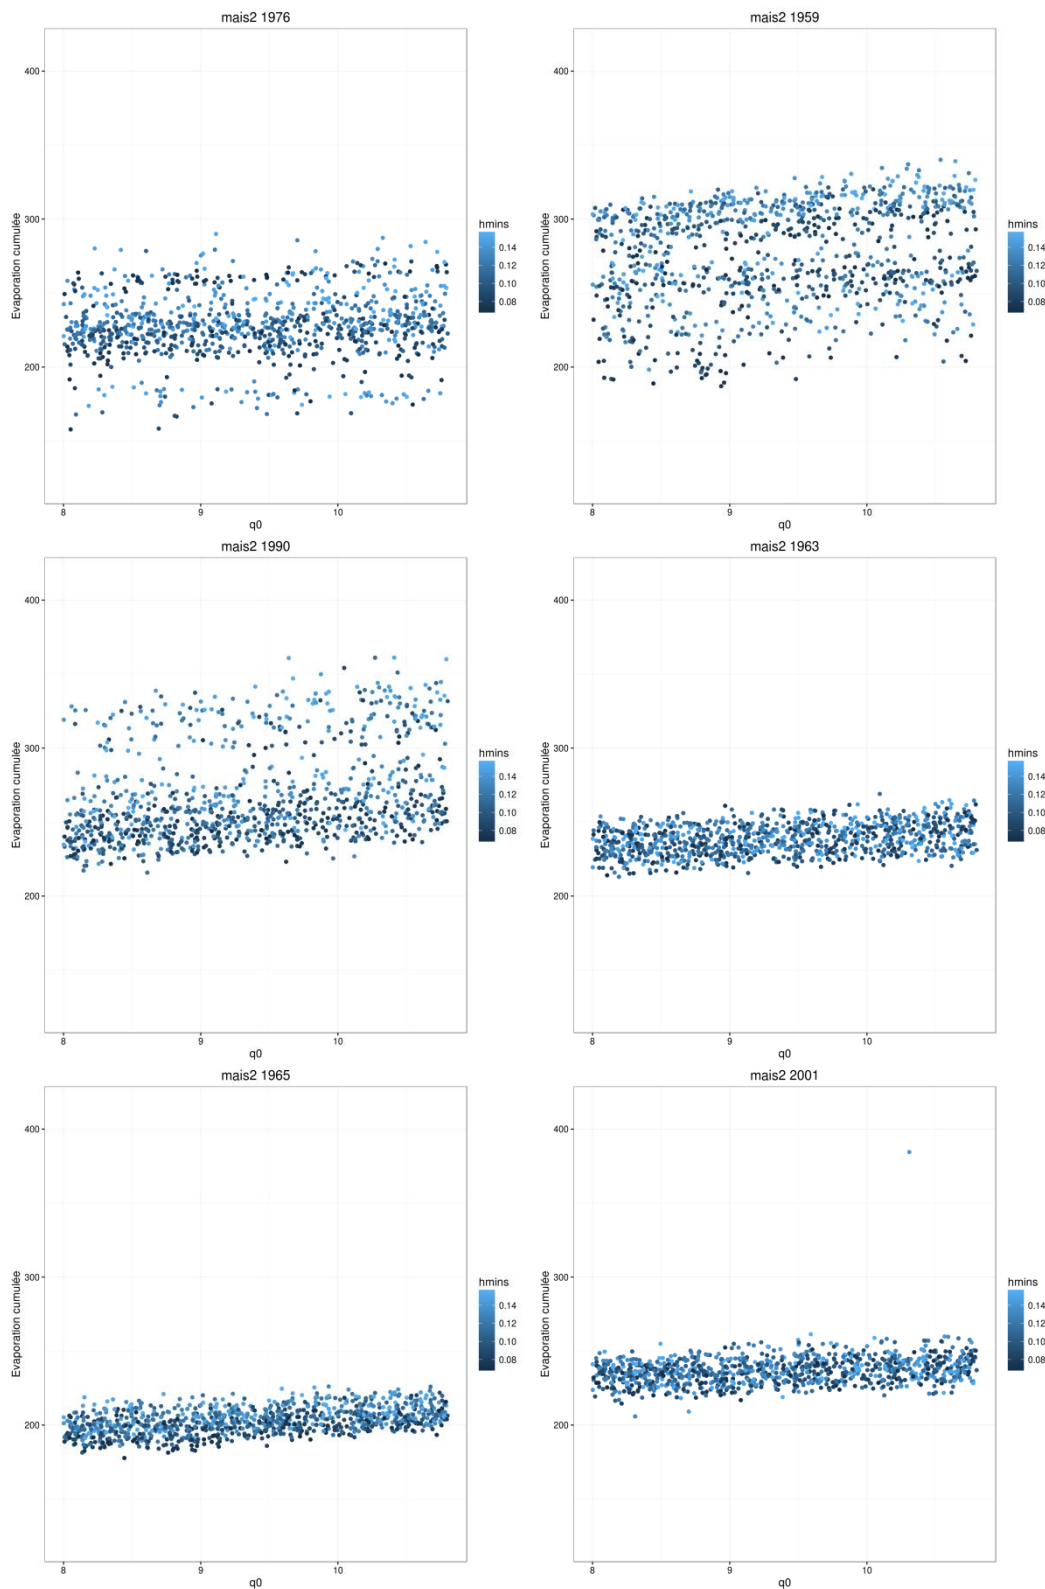 mais2 1976
400
300
200
Evaporation cumulée
8
9
10
q0
hmins
0.14
0.12
0.10
0.08
mais2 1959
400
300
200
Evaporation cumulée
8
9
10
q0
hmins
0.14
0.12
0.10
0.08
mais2 1990
400
300
200
Evaporation cumulée
8
9
10
q0
hmins
0.14
0.12
0.10
0.08
mais2 1963
400
300
200
Evaporation cumulée
8
9
10
q0
hmins
0.14
0.12
0.10
0.08
mais2 1965
400
300
200
Evaporation cumulée
8
9
10
q0
hmins
0.14
0.12
0.10
0.08
mais2 2001
400
300
200
Evaporation cumulée
8
9
10
q0
hmins
0.14
0.12
0.10
0.08